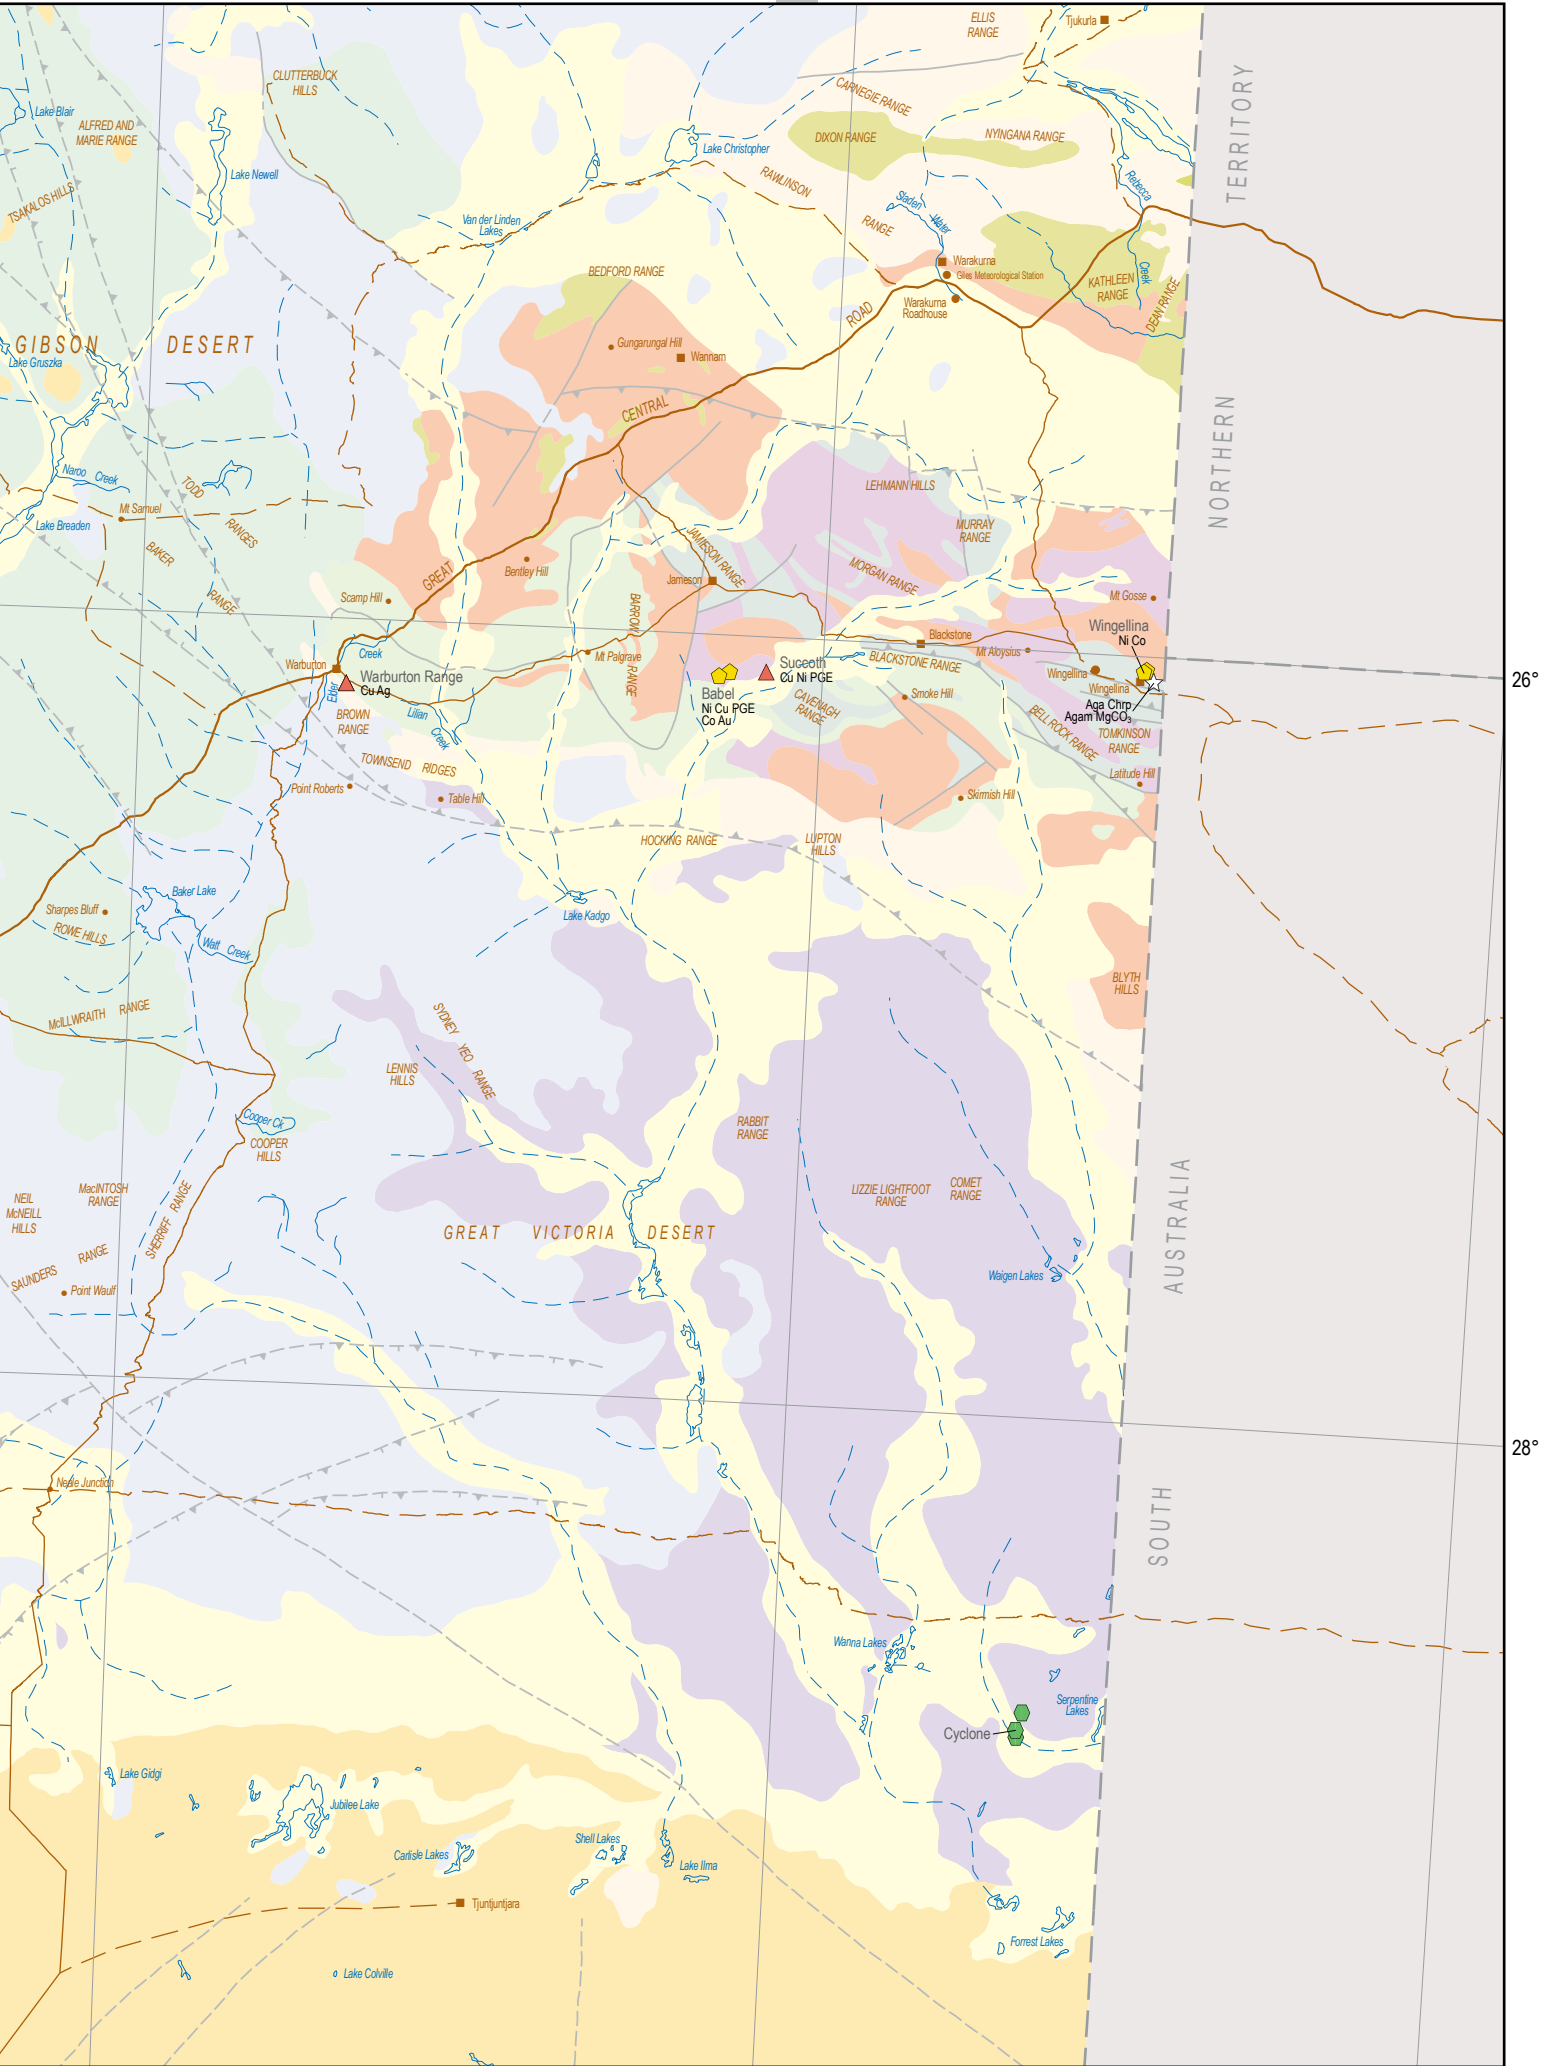 ELLIS
RANGE
Tjukurla
CLUTTERBUCK
HILLS
CARNEGIE RANGE
Lake Blair
ALFRED AND
MARIE RANGE
DIXON RANGE
NYINGANA RANGE
TERRITORY
Lake Christopher
Lake Newell
RAWLINSON
RANGE
Rebecca
Creek
TSAKALOS HILLS
Sladen
Water
Van der Linden
Lakes
Warakurna
Giles Meteorological Station
BEDFORD RANGE
KATHLEEN
RANGE
DEAN RANGE
Warakurna
Roadhouse
ROAD
GIBSON DESERT
Lake Gruszka
Gungarungal Hill
Wannam
CENTRAL
NORTHERN
Naroo Creek
TODD
RANGES
LEHMANN HILLS
Mt Samuel
Lake Breaden
MURRAY
RANGE
BAKER
RANGE
JAMIESON RANGE
Bentley Hill
GREAT
Jameson
MORGAN RANGE
Scamp Hill
BARROW
RANGE
Mt Gosse
Wingellina
Ni Co
Blackstone
Creek
Elder
Mt Palgrave
Mt Aloysius
Warburton
Warburton Range
Cu Ag
Succoth
Cu Ni PGE
BLACKSTONE RANGE
Wingellina
Wingellina
26°
Babel
Ni Cu PGE
Co Au
CAVENAGH
RANGE
Smoke Hill
Aga Chrp
Agam MgCO3
BROWN
RANGE
Lilian
Creek
BELL ROCK RANGE
TOMKINSON
RANGE
TOWNSEND RIDGES
Latitude Hill
Point Roberts
Table Hill
Skirmish Hill
HOCKING RANGE
LUPTON
HILLS
Baker Lake
Sharpes Bluff
Lake Kadgo
ROWE HILLS
Watt Creek
BLYTH
HILLS
McILLWRAITH RANGE
SYDNEY
YEO
RANGE
LENNIS
HILLS
Cooper Ck
RABBIT
RANGE
COOPER
HILLS
AUSTRALIA
NEIL
McNEILL
HILLS
MacINTOSH
RANGE
LIZZIE LIGHTFOOT
RANGE
COMET
RANGE
SHERRIFF RANGE
GREAT VICTORIA DESERT
SAUNDERS RANGE
Waigen Lakes
Point Waulf
28°
Neale Junction
SOUTH
Wanna Lakes
Serpentine
Lakes
Cyclone
Lake Gidgi
Jubilee Lake
Shell Lakes
Carlisle Lakes
Lake Ilma
Tjuntjuntjara
Forrest Lakes
Lake Colville